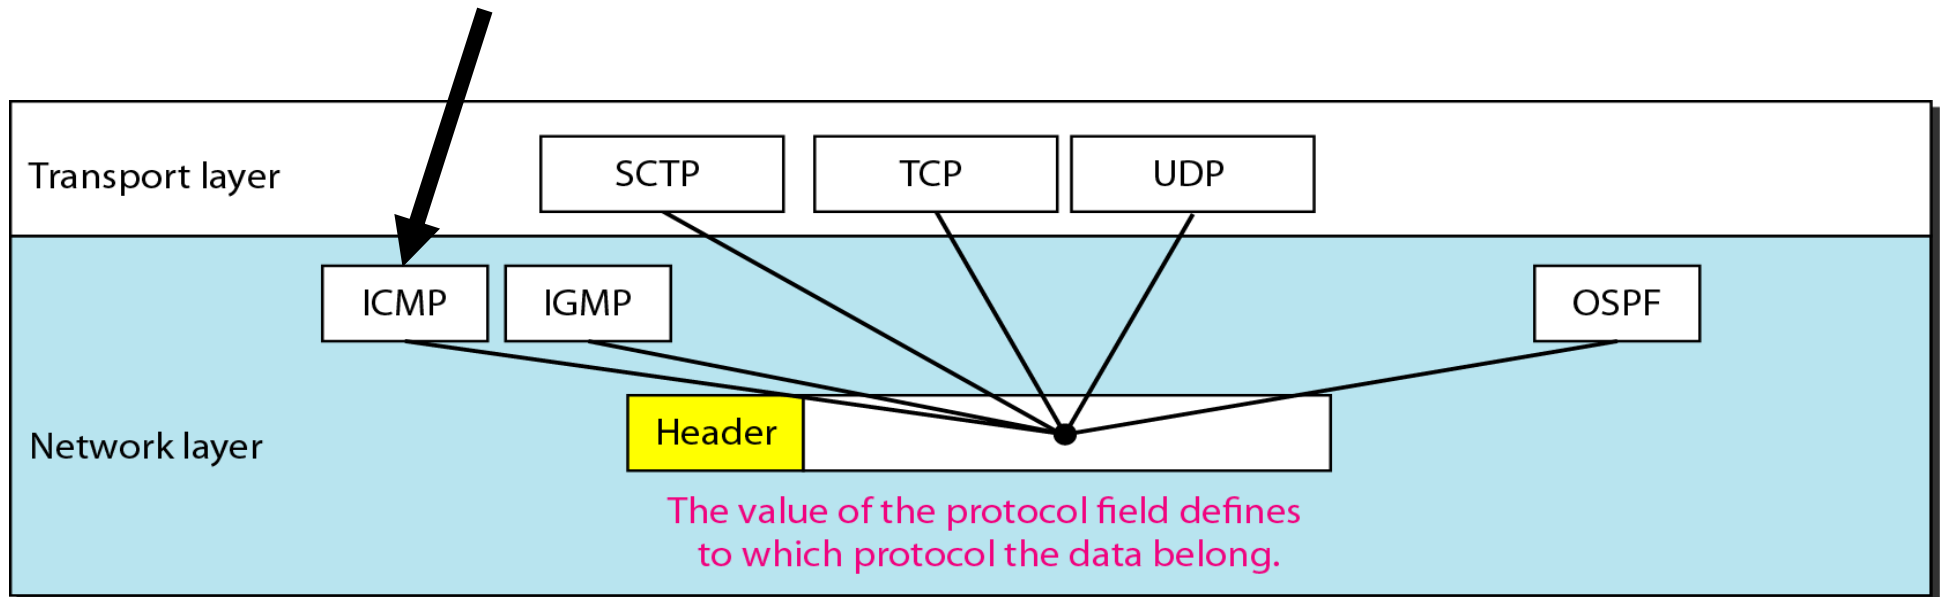 Transport layer
SCTP
TCP
UDP
ICMP
IGMP
OSPF
Network layer
Header
The value of the protocol field defines
to which protocol the data belong.